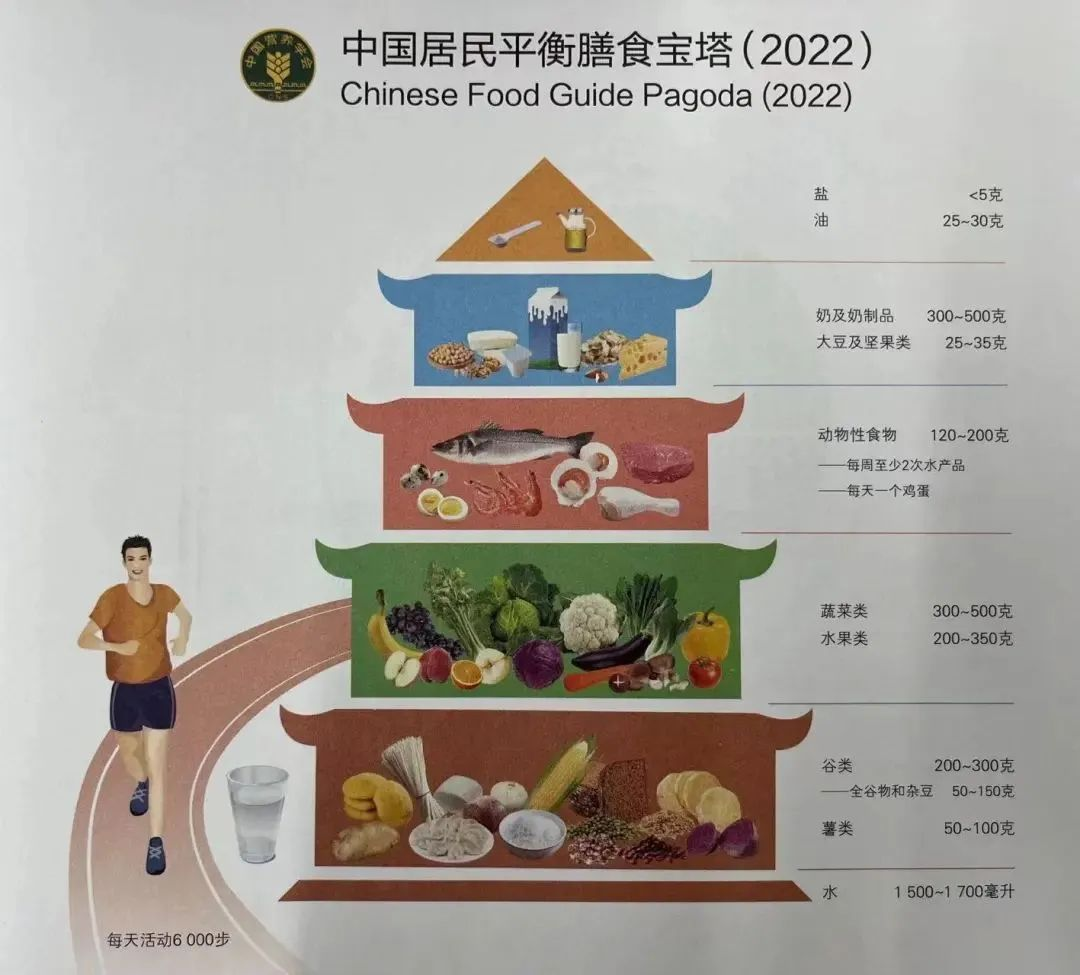 中国营养学会
CNS
中国居民平衡膳食宝塔(2022)
Chinese Food Guide Pagoda (2022)
盐 <5克
油 25~30克
奶及奶制品 300~500克
大豆及坚果类 25~35克
动物性食物 120~200克
——每周至少2次水产品
——每天一个鸡蛋
蔬菜类 300~500克
水果类 200~350克
谷类 200~300克
——全谷物和杂豆 50~150克
薯类 50~100克
水 1 500~1 700毫升
每天活动6 000步